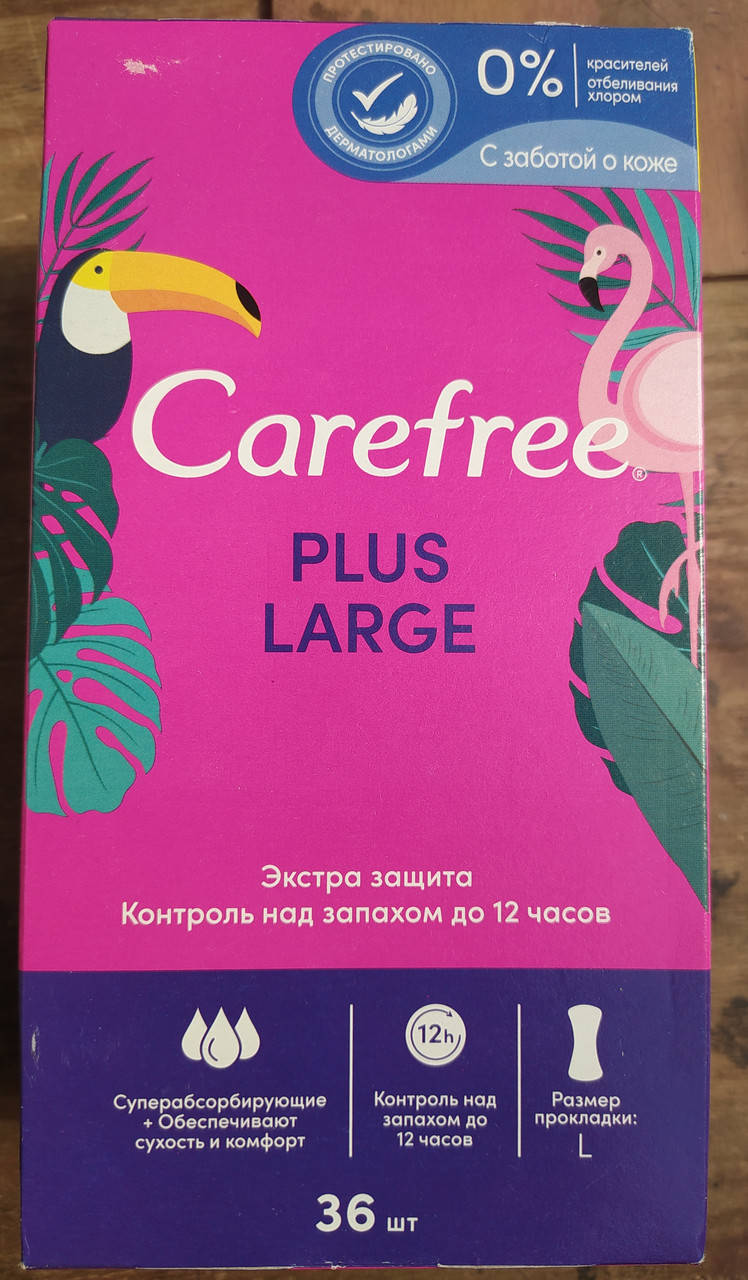 ПРОТЕСТИРОВАНО
ДЕРМАТОЛОГАМИ
0%
красителей
отбеливания
хлором
С заботой о коже
Carefree®
PLUS
LARGE
Экстра защита
Контроль над запахом до 12 часов
12h
Суперабсорбирующие
+ Обеспечивают
сухость и комфорт
Контроль над
запахом до
12 часов
Размер
прокладки:
L
36 шт